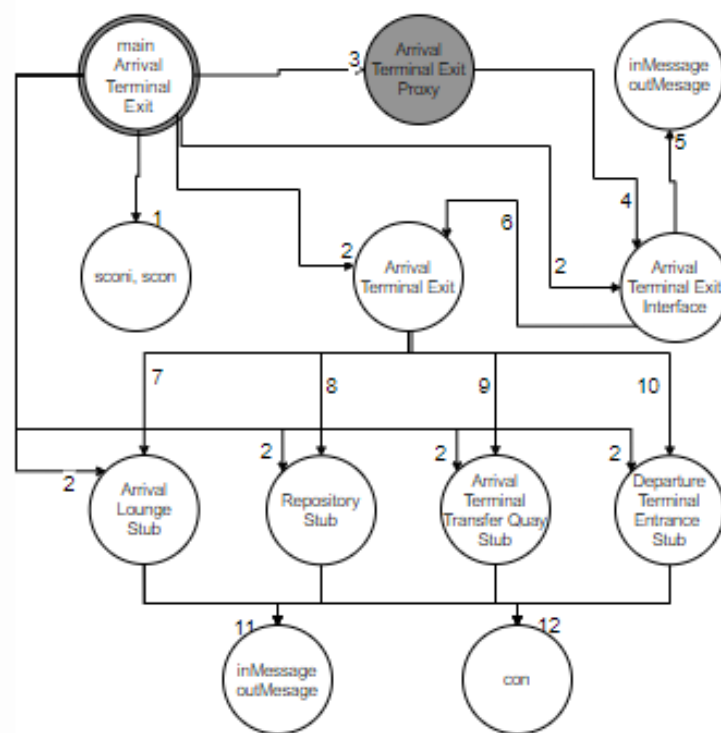 main
Arrival
Terminal
Exit
3
Arrival
Terminal Exit
Proxy
inMessage
outMesage
5
1
sconi, scon
2
Arrival
Terminal Exit
6
2
4
Arrival
Terminal Exit
Interface
7
8
9
10
2
Arrival
Lounge
Stub
2
Repository
Stub
2
Arrival
Terminal
Transfer Quay
Stub
2
Departure
Terminal
Entrance
Stub
11
inMessage
outMesage
12
con